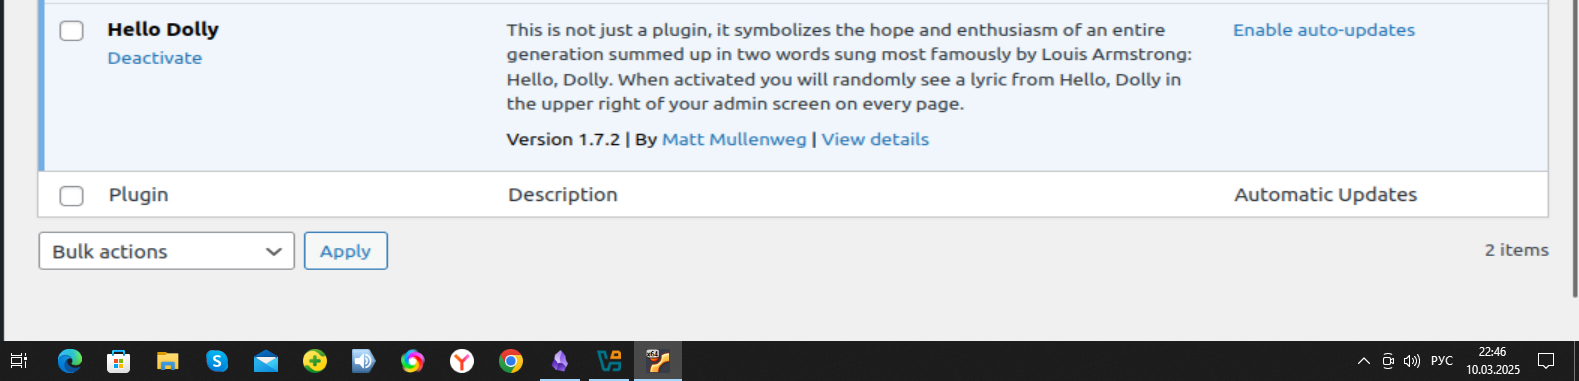 Hello Dolly
Deactivate
This is not just a plugin, it symbolizes the hope and enthusiasm of an entire
generation summed up in two words sung most famously by Louis Armstrong:
Hello, Dolly. When activated you will randomly see a lyric from Hello, Dolly in
the upper right of your admin screen on every page.
Version 1.7.2 | By Matt Mullenweg | View details
Enable auto-updates
Plugin Description Automatic Updates
Bulk actions Apply 2 items
РУС 22:46
10.03.2025